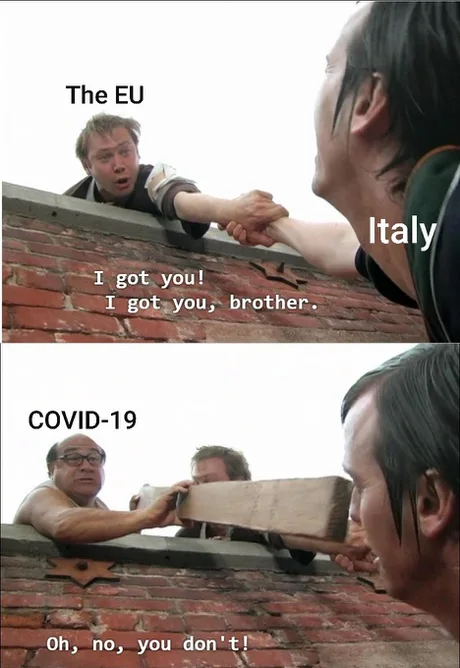 The EU
Italy
I got you!
I got you, brother.
COVID-19
Oh, no, you don't!